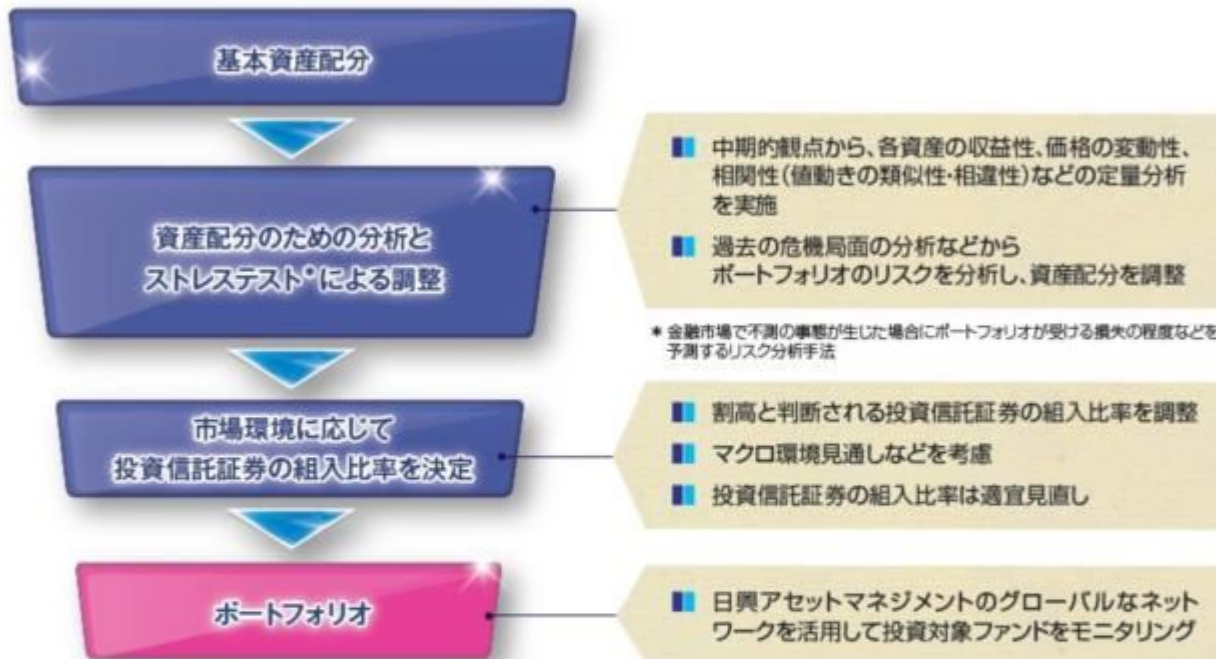 基本資産配分
資産配分のための分析と
ストレステスト*による調整
中期的観点から、各資産の収益性、価格の変動性、
相関性(値動きの類似性・相違性)などの定量分析
を実施
過去の危機局面の分析などから
ポートフォリオのリスクを分析し、資産配分を調整
* 金融市場で不測の事態が生じた場合にポートフォリオが受ける損失の程度などを
予測するリスク分析手法
市場環境に応じて
投資信託証券の組入比率を決定
割高と判断される投資信託証券の組入比率を調整
マクロ環境見通しなどを考慮
投資信託証券の組入比率は適宜見直し
ポートフォリオ
日興アセットマネジメントのグローバルなネット
ワークを活用して投資対象ファンドをモニタリング